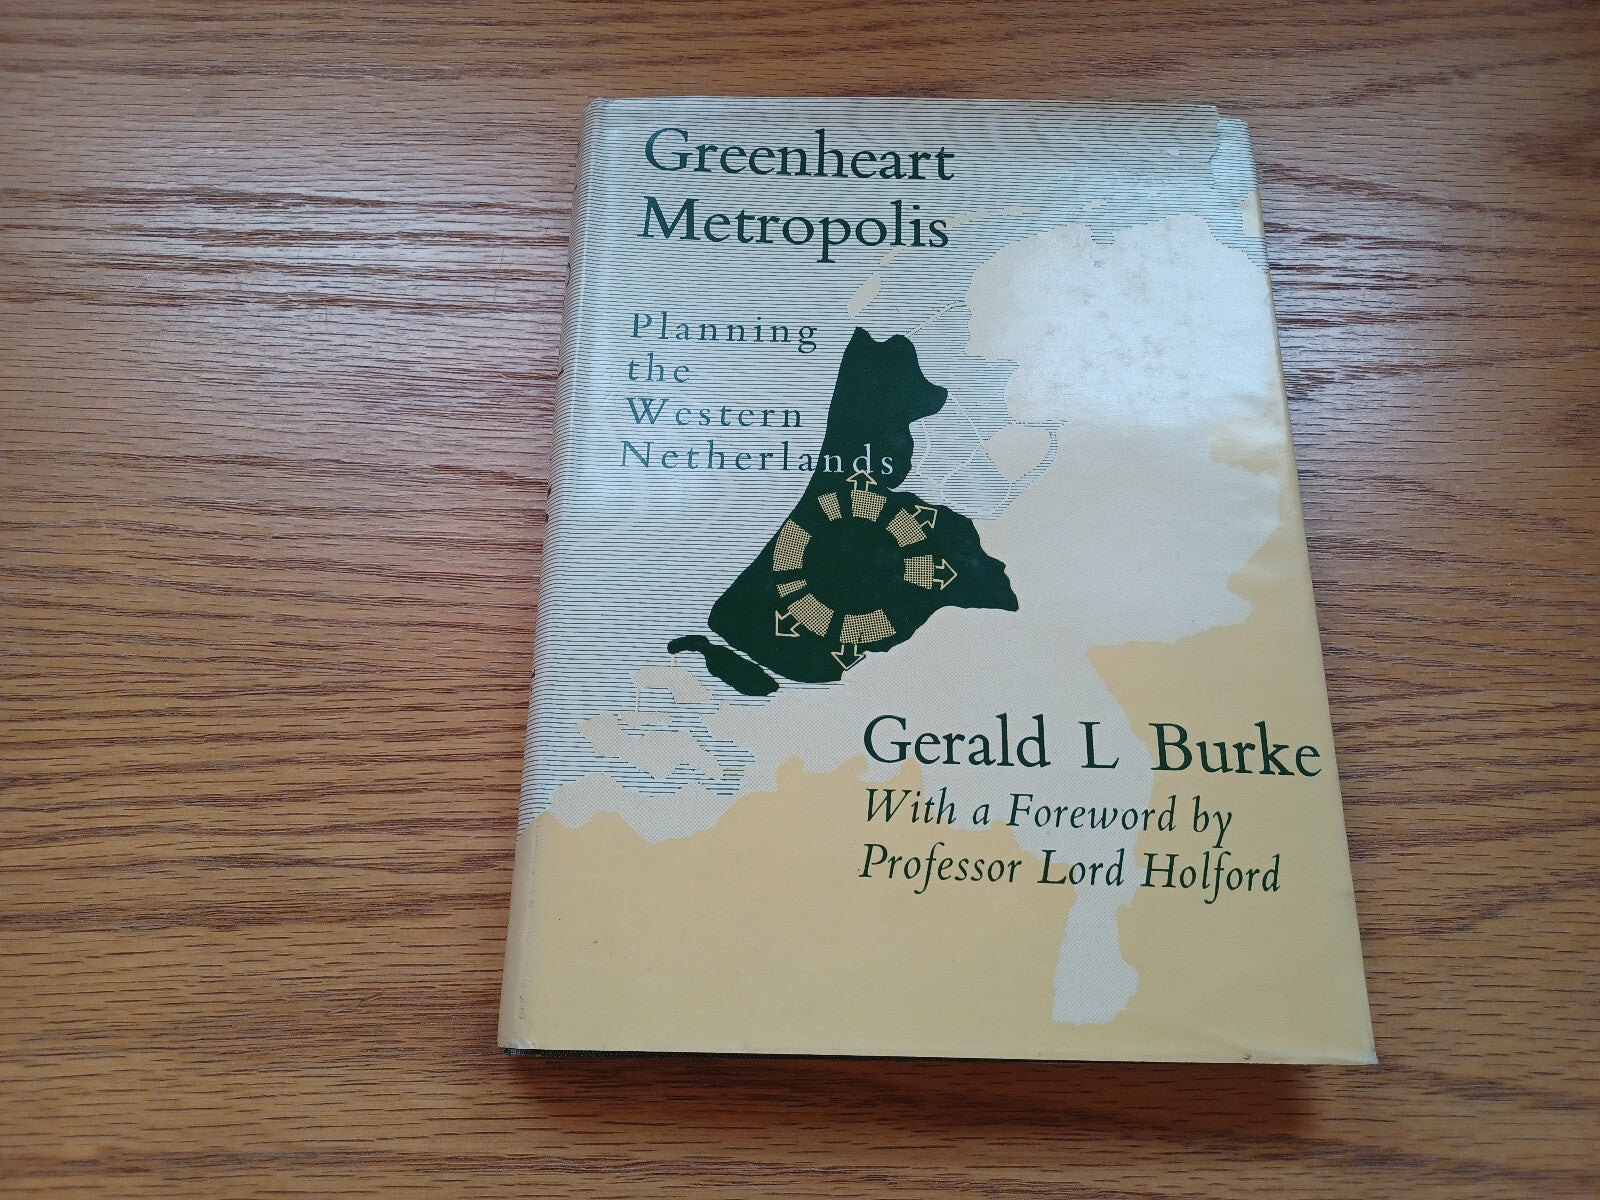 Greenheart
Metropolis
Planning
the
Western
Netherlands
Gerald L Burke
With a Foreword by
Professor Lord Holford